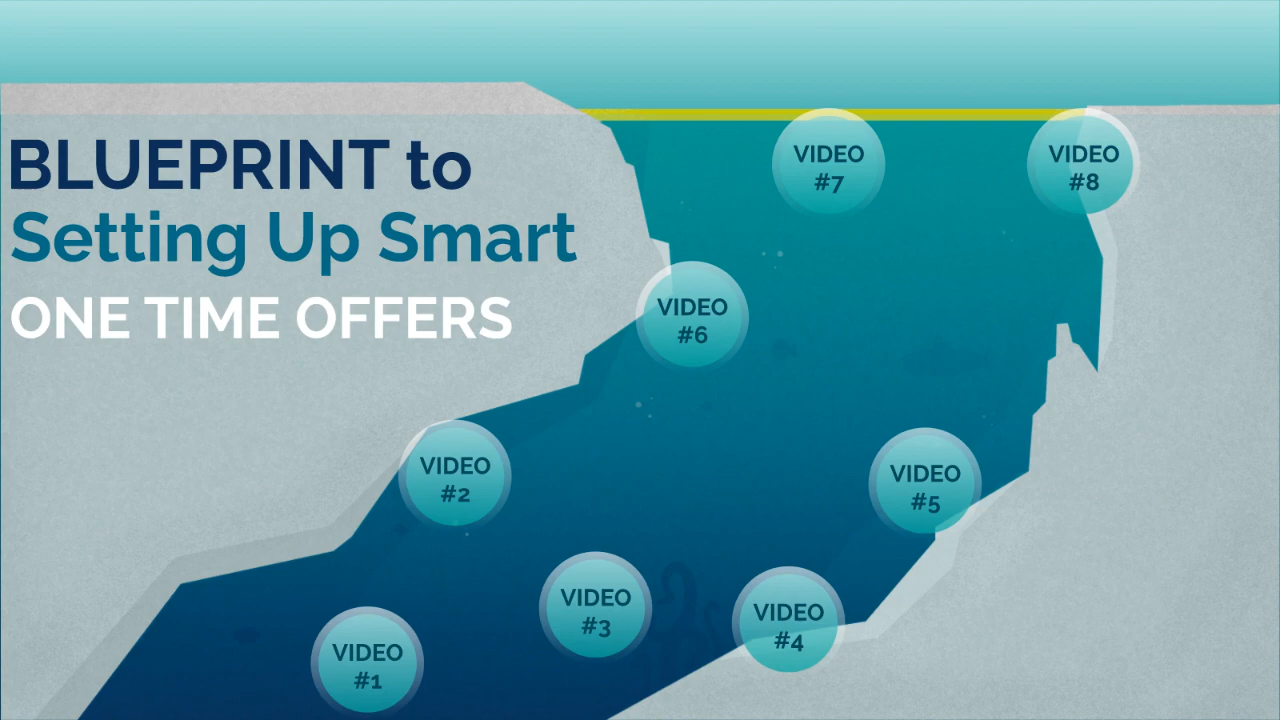 BLUEPRINT to
Setting Up Smart
ONE TIME OFFERS
VIDEO
#7
VIDEO
#8
VIDEO
#6
VIDEO
#2
VIDEO
#5
VIDEO
#3
VIDEO
#4
VIDEO
#1